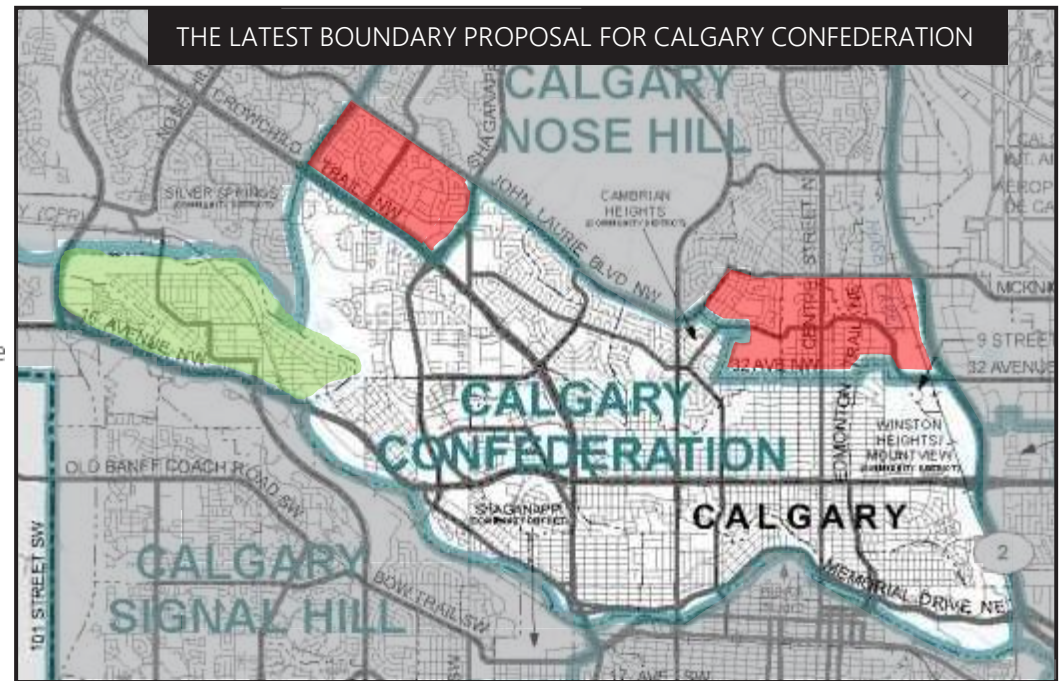 THE LATEST BOUNDARY PROPOSAL FOR CALGARY CONFEDERATION
CALGARY
NOSE HILL
CROWCHILD
TRAIL NW
SHAGANAPPI
JOHN LAURIE BLVD NW
SILVER SPRINGS
(COMMUNITY DISTRICT)
CAMBRIAN
HEIGHTS
(COMMUNITY DISTRICT)
(CPR)
16 AVENUE NW
CENTRE
STREET N
TRAIL NE
EDMONTON
MCKN
9 STREET
32 AVENUE
32 AVE NW
CALGARY
CONFEDERATION
WINSTON
HEIGHTS/
MOUNTVIEW
(COMMUNITY DISTRICT)
OLD BANFF COACH ROAD SW
SHAGANAPPI
(COMMUNITY DISTRICT)
CALGARY
2
101 STREET SW
CALGARY
SIGNAL HILL
BOW TRAIL SW
MEMORIAL DRIVE NE
17 AVE SW